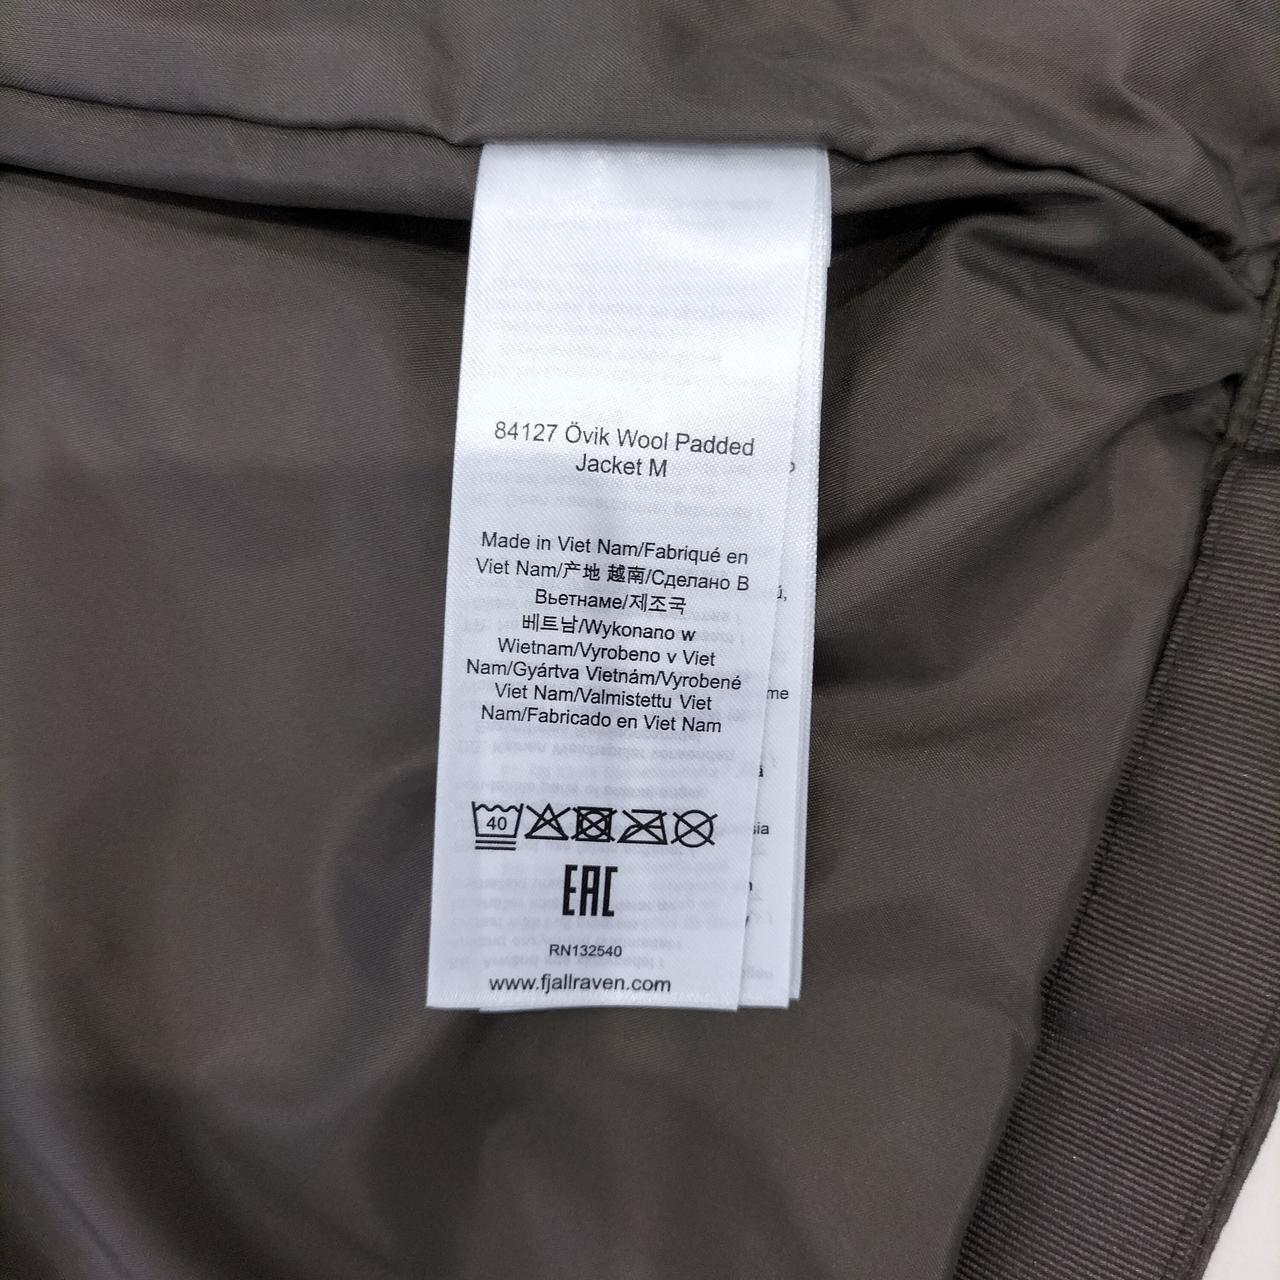 84127 Övik Wool Padded
Jacket M
Made in Viet Nam/Fabriqué en
Viet Nam/产地 越南/Сделано В
Вьетнаме/제조국
베트남/Wykonano w
Wietnam/Vyrobeno v Viet
Nam/Gyártva Vietnám/Vyrobené
Viet Nam/Valmistettu Viet
Nam/Fabricado en Viet Nam
40
EAC
RN132540
www.fjallraven.com